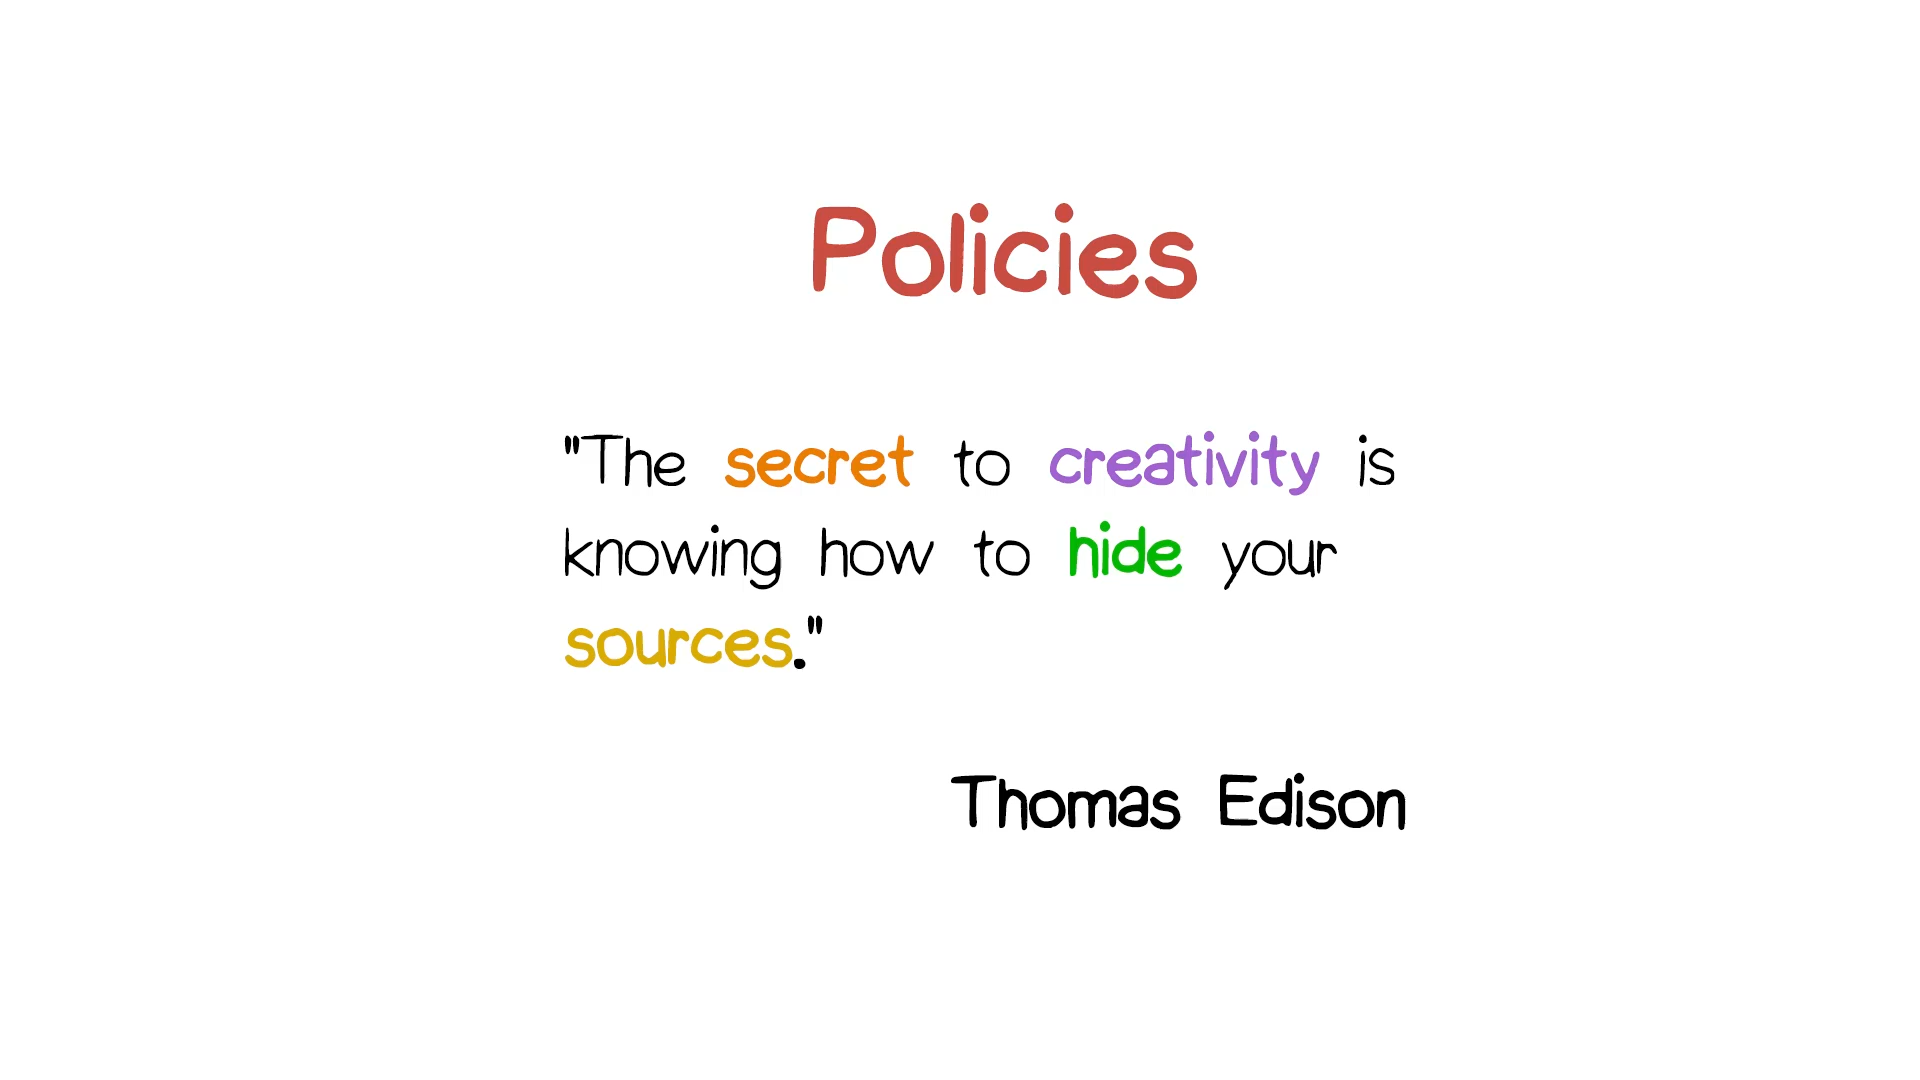 Policies
"The secret to creativity is
knowing how to hide your
sources."
Thomas Edison